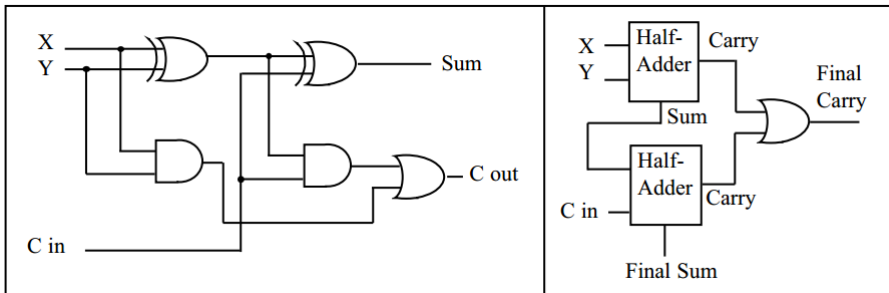 X
Y
Sum
C out
C in
X
Y
Half-
Adder
Carry
Final
Carry
Sum
Half-
Adder
Carry
C in
Final Sum